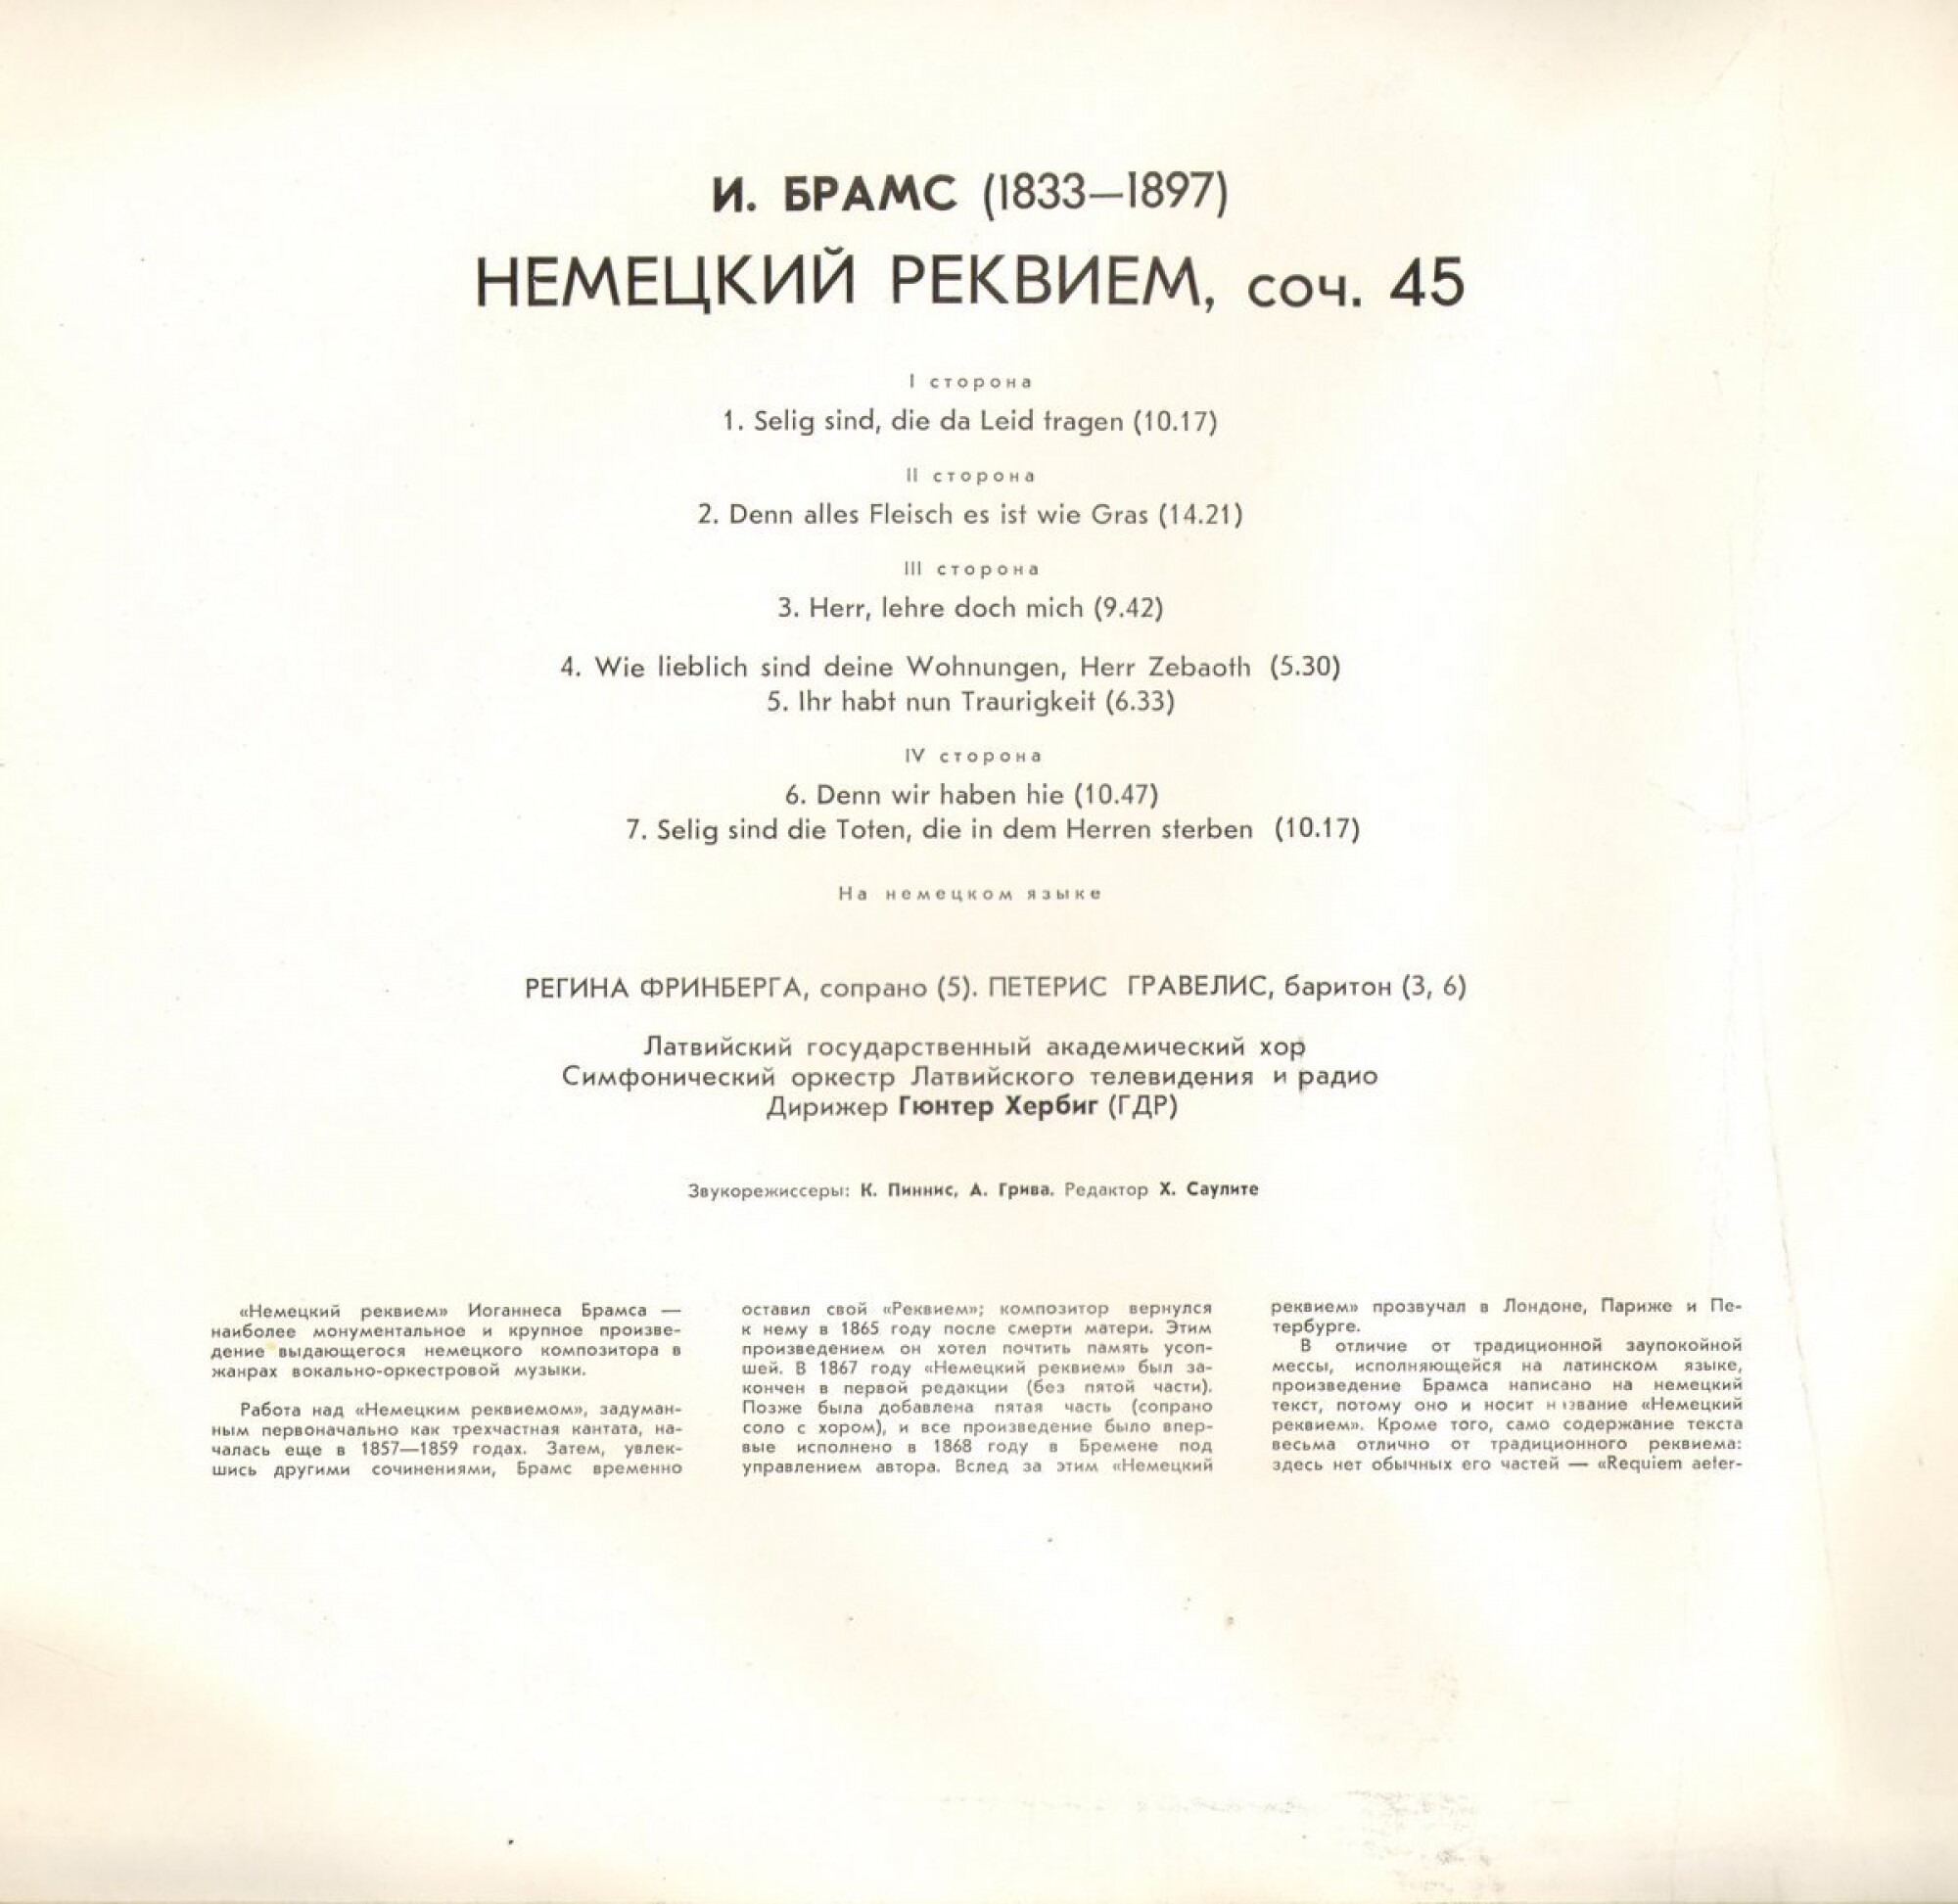 И. БРАМС (1833—1897)
НЕМЕЦКИЙ РЕКВИЕМ, соч. 45
I сторона
1. Selig sind, die da Leid tragen (10.17)
II сторона
2. Denn alles Fleisch es ist wie Gras (14.21)
III сторона
3. Herr, lehre doch mich (9.42)
4. Wie lieblich sind deine Wohnungen, Herr Zebaoth (5.30)
5. Ihr habt nun Traurigkeit (6.33)
IV сторона
6. Denn wir haben hie (10.47)
7. Selig sind die Toten, die in dem Herren sterben (10.17)
На немецком языке
РЕГИНА ФРИНБЕРГА, сопрано (5). ПЕТЕРИС ГРАВЕЛИС, баритон (3, 6)
Латвийский государственный академический хор
Симфонический оркестр Латвийского телевидения и радио
Дирижер Гюнтер Хербиг (ГДР)
Звукорежиссеры: К. Пиннис, А. Грива. Редактор Х. Саулите
«Немецкий реквием» Иоганнеса Брамса —
наиболее монументальное и крупное произве-
дение выдающегося немецкого композитора в
жанрах вокально-оркестровой музыки.
Работа над «Немецким реквиемом», задуман-
ным первоначально как трехчастная кантата, на-
чалась еще в 1857—1859 годах. Затем, увлек-
шись другими сочинениями, Брамс временно
оставил свой «Реквием»; композитор вернулся
к нему в 1865 году после смерти матери. Этим
произведением он хотел почтить память усоп-
шей. В 1867 году «Немецкий реквием» был за-
кончен в первой редакции (без пятой части).
Позже была добавлена пятая часть (сопрано
соло с хором), и все произведение было впер-
вые исполнено в 1868 году в Бремене под
управлением автора. Вслед за этим «Немецкий
реквием» прозвучал в Лондоне, Париже и Пе-
тербурге.
В отличие от традиционной заупокойной
мессы, исполняющейся на латинском языке,
произведение Брамса написано на немецкий
текст, потому оно и носит название «Немецкий
реквием». Кроме того, само содержание текста
весьма отлично от традиционного реквиема:
здесь нет обычных его частей — «Requiem aeter-